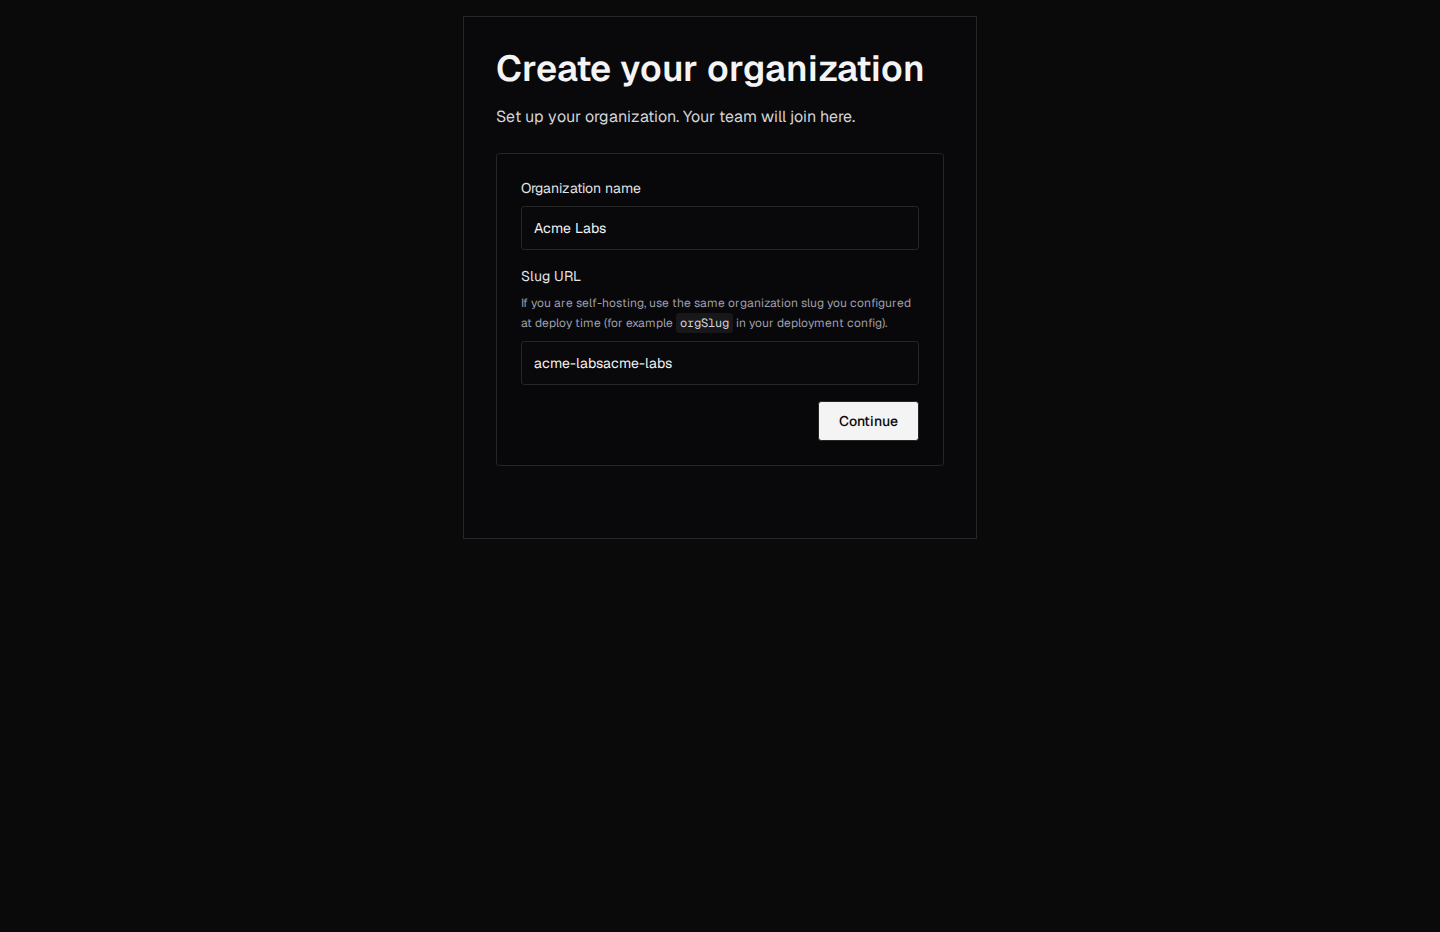 Create your organization
Set up your organization. Your team will join here.
Organization name
Acme Labs
Slug URL
If you are self-hosting, use the same organization slug you configured
at deploy time (for example orgSlug in your deployment config).
acme-labsacme-labs
Continue